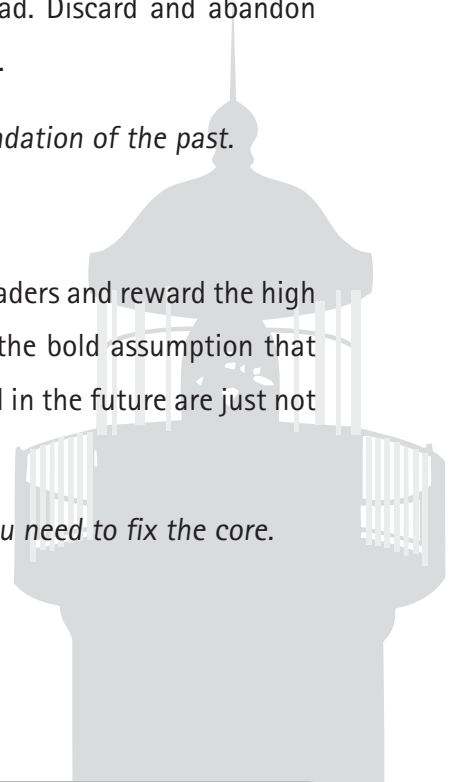 ad. Discard and abandon
.
ndation of the past.
aders and reward the high
the bold assumption that
d in the future are just not
u need to fix the core.